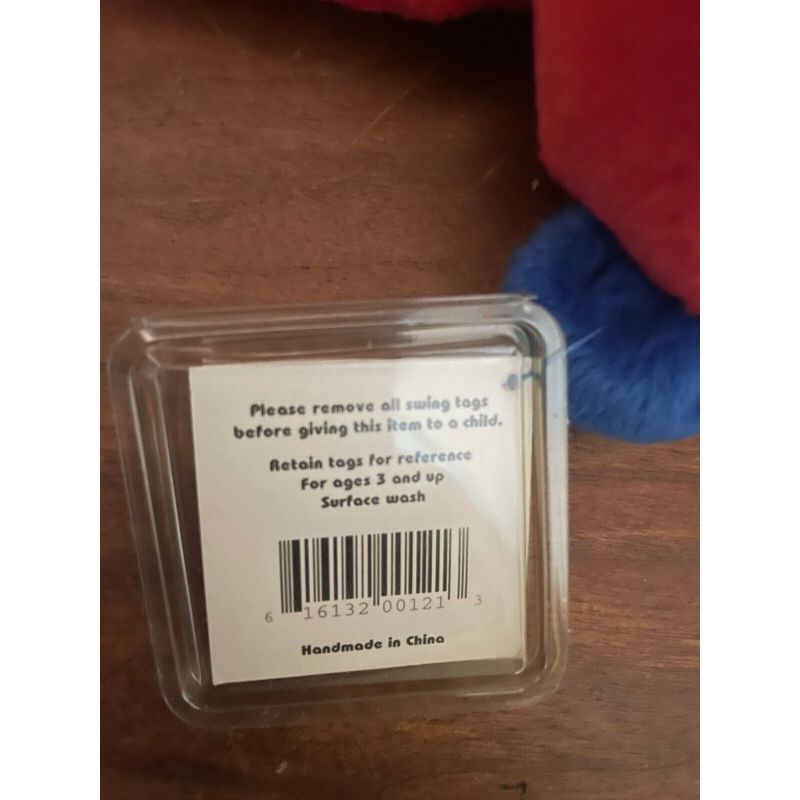 Please remove all swing tags
before giving this item to a child.
Retain tags for reference
For ages 3 and up
Surface wash
6 16132 00121 3
Handmade in China